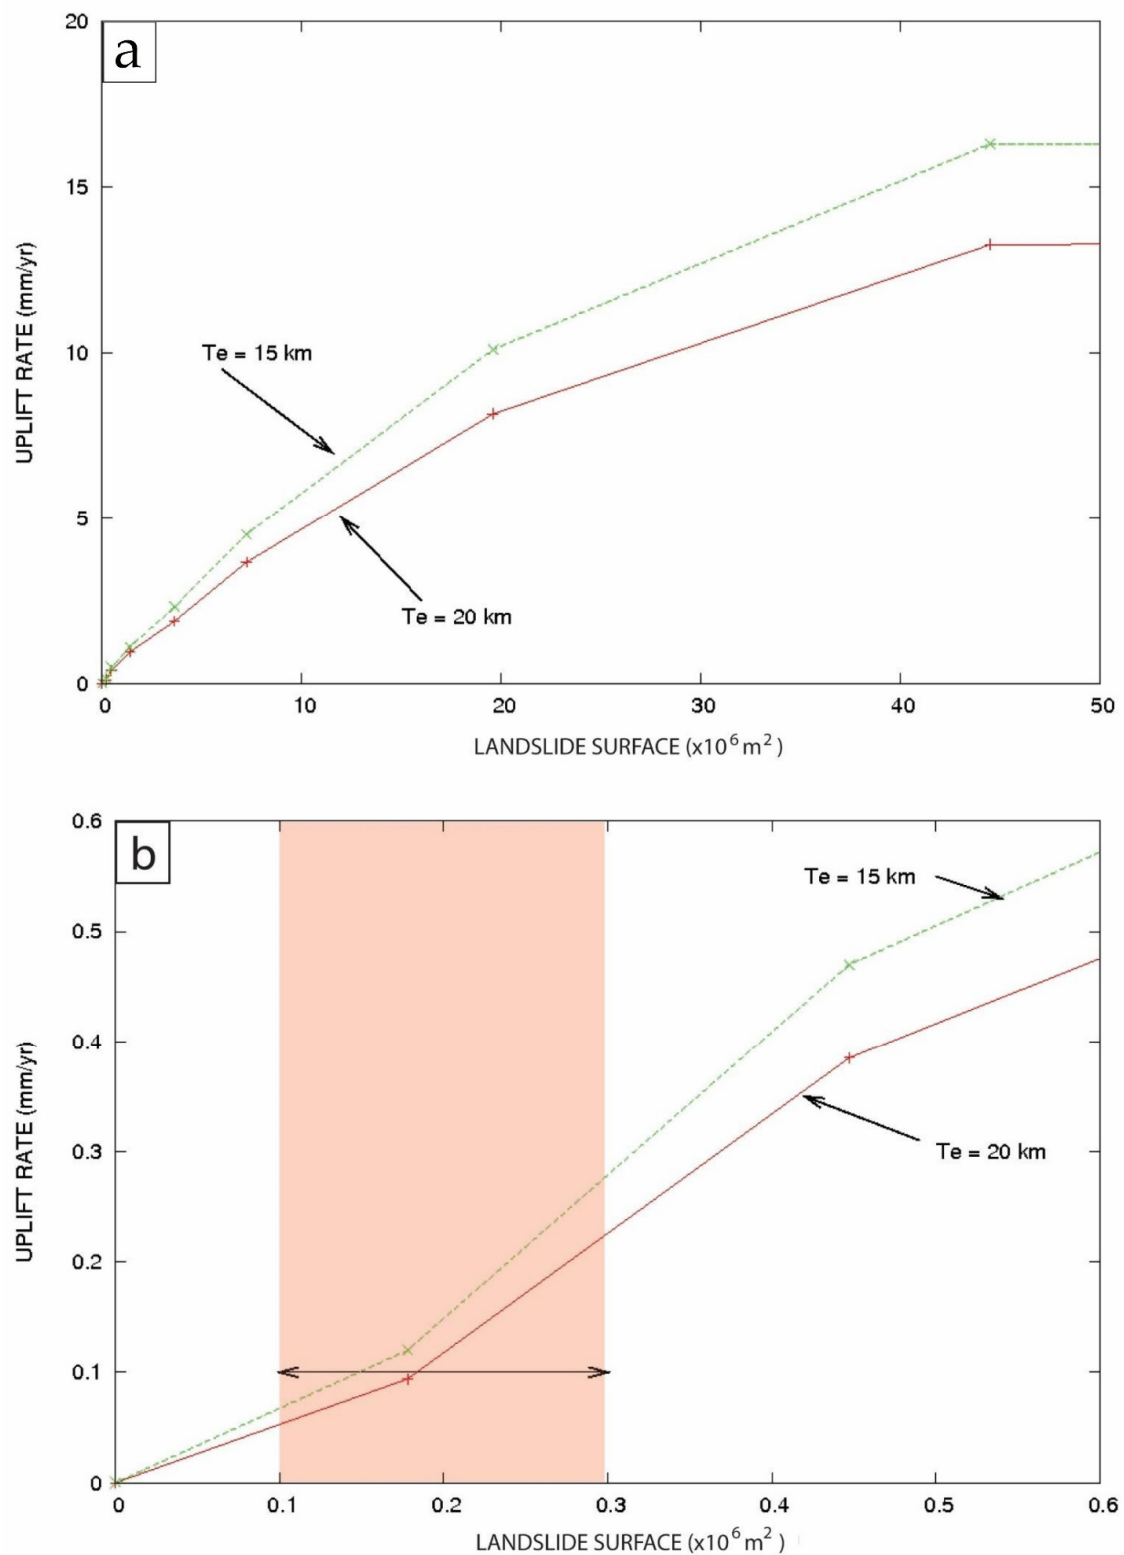 a
20
15
10
5
0
UPLIFT RATE (mm/yr)
Te = 15 km
Te = 20 km
0 10 20 30 40 50
LANDSLIDE SURFACE (x10⁶ m²)
b
0.6
0.5
0.4
0.3
0.2
0.1
0
UPLIFT RATE (mm/yr)
Te = 15 km
Te = 20 km
0 0.1 0.2 0.3 0.4 0.5 0.6
LANDSLIDE SURFACE (x10⁶ m²)